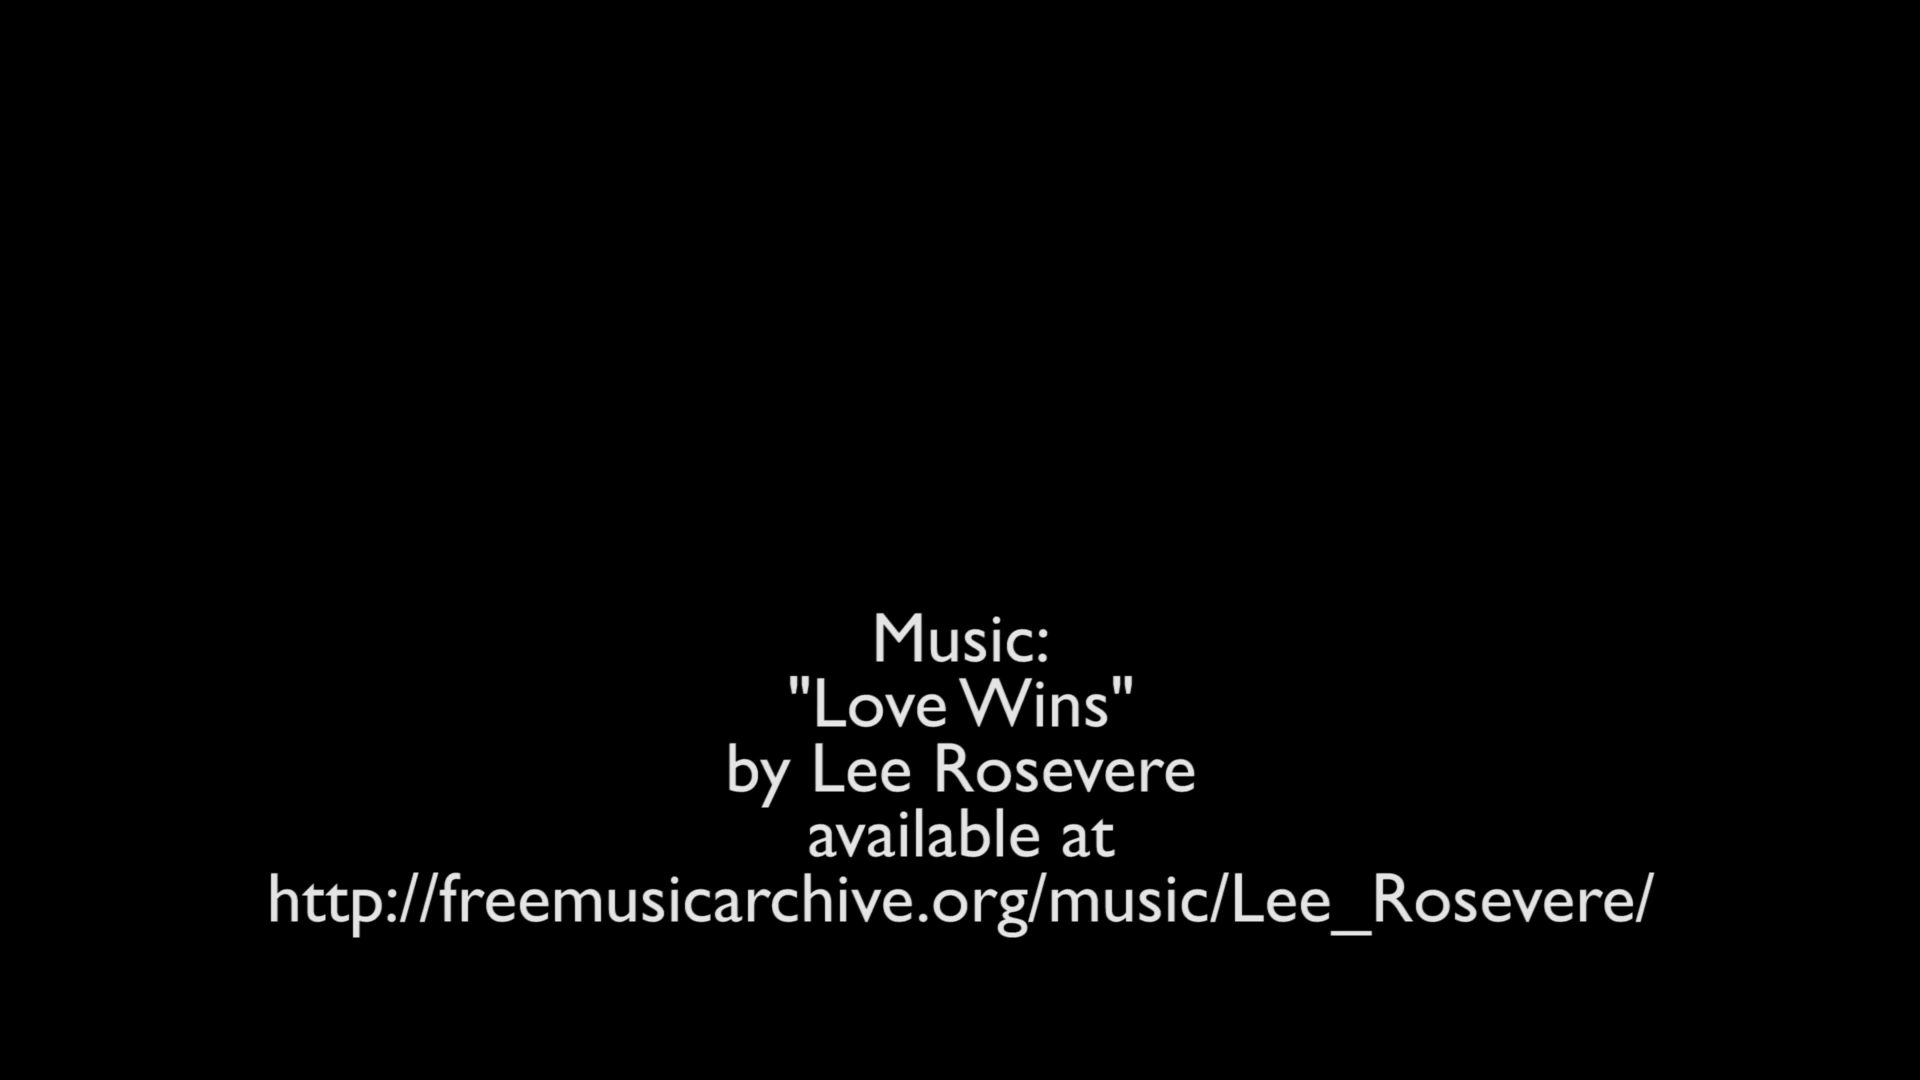 Music:
"Love Wins"
by Lee Rosevere
available at
http://freemusicarchive.org/music/Lee_Rosevere/